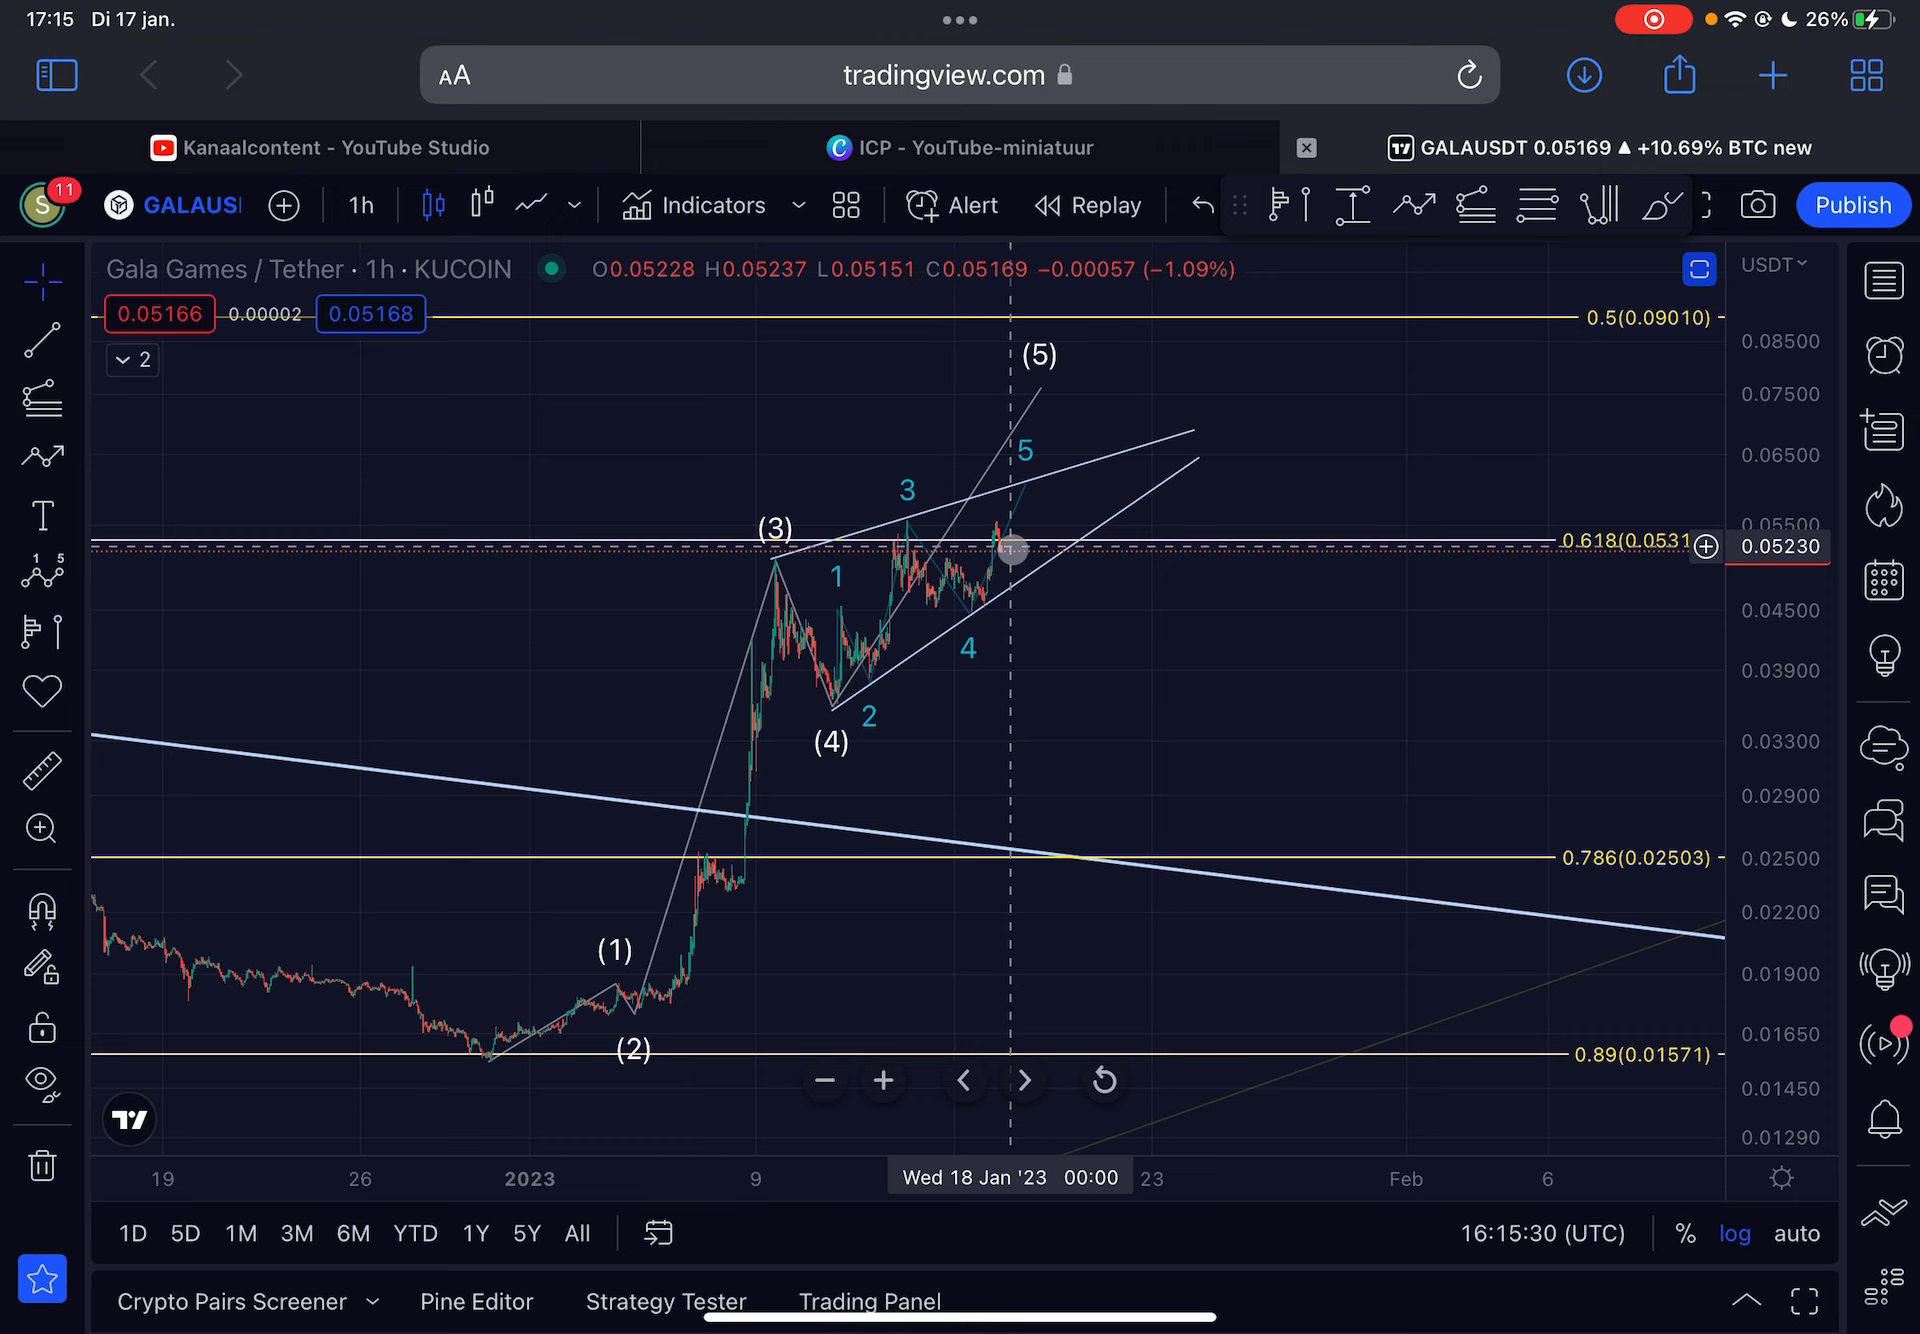 17:15 Di 17 jan.
26%
AA
tradingview.com
Kanaalcontent - YouTube Studio
ICP - YouTube-miniatuur
GALAUSDT 0.05169 ▲ +10.69% BTC new
S
11
GALAUS
1h
Indicators
Alert
Replay
Publish
Gala Games / Tether · 1h · KUCOIN
O0.05228 H0.05237 L0.05151 C0.05169 −0.00057 (−1.09%)
USDT
0.05166
0.00002
0.05168
0.5(0.09010)
2
(5)
0.08500
0.07500
5
0.06500
3
(3)
0.05500
0.618(0.0531
0.05230
1
0.04500
4
0.03900
2
(4)
0.03300
0.02900
0.786(0.02503)
0.02500
0.02200
(1)
0.01900
0.01650
(2)
0.89(0.01571)
0.01450
0.01290
19
26
2023
9
Wed 18 Jan '23 00:00
23
Feb
6
1D 5D 1M 3M 6M YTD 1Y 5Y All
16:15:30 (UTC)
%
log
auto
Crypto Pairs Screener
Pine Editor
Strategy Tester
Trading Panel